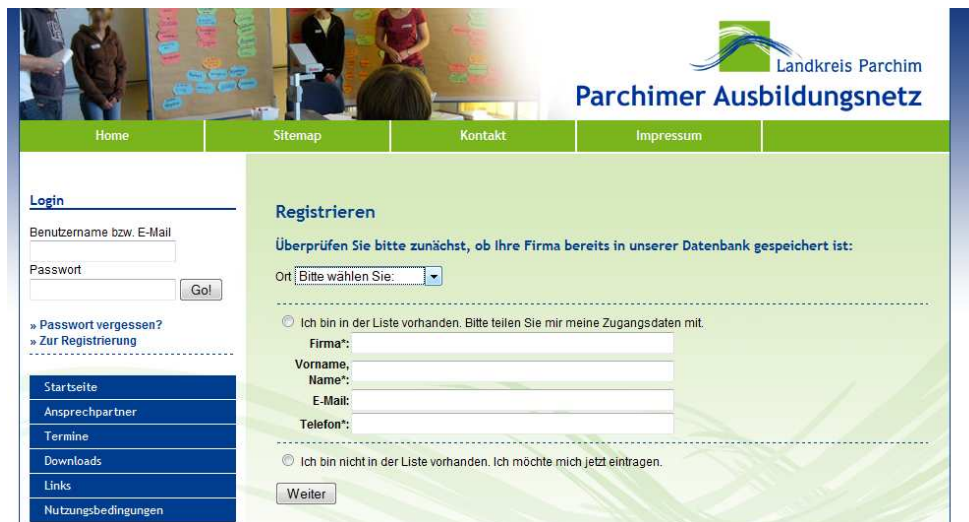 Landkreis Parchim
Parchimer Ausbildungsnetz
Home
Sitemap
Kontakt
Impressum
Login
Benutzername bzw. E-Mail
Passwort
Go!
» Passwort vergessen?
» Zur Registrierung
Startseite
Ansprechpartner
Termine
Downloads
Links
Nutzungsbedingungen
Registrieren
Überprüfen Sie bitte zunächst, ob Ihre Firma bereits in unserer Datenbank gespeichert ist:
Ort Bitte wählen Sie:
Ich bin in der Liste vorhanden. Bitte teilen Sie mir meine Zugangsdaten mit.
Firma*:
Vorname,
Name*:
E-Mail:
Telefon*:
Ich bin nicht in der Liste vorhanden. Ich möchte mich jetzt eintragen.
Weiter